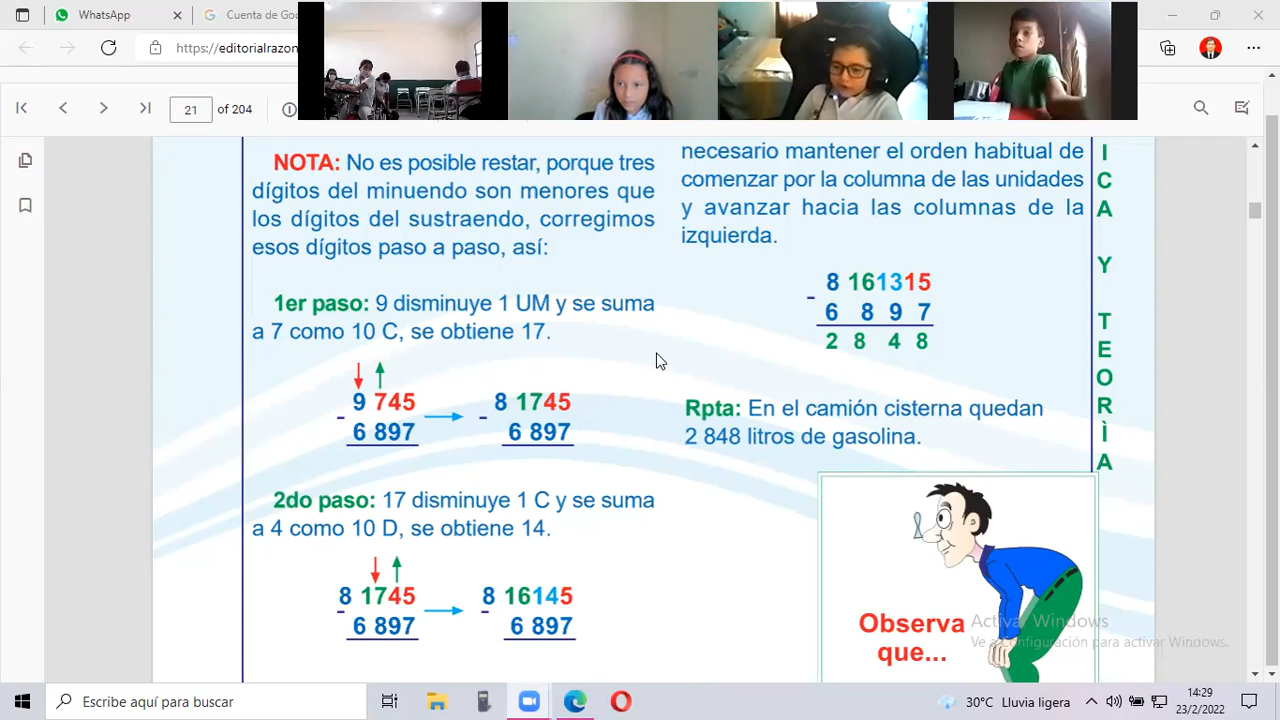 WhatsApp
Cuenta de G
https://editorialrazon
21
de 204
NOTA: No es posible restar, porque tres
dígitos del minuendo son menores que
los dígitos del sustraendo, corregimos
esos dígitos paso a paso, así:
1er paso: 9 disminuye 1 UM y se suma
a 7 como 10 C, se obtiene 17.
9 745
- 6 897
8 1745
- 6 897
2do paso: 17 disminuye 1 C y se suma
a 4 como 10 D, se obtiene 14.
8 1745
- 6 897
8 16145
- 6 897
necesario mantener el orden habitual de
comenzar por la columna de las unidades
y avanzar hacia las columnas de la
izquierda.
8 161315
- 6 8 9 7
2 8 4 8
Rpta: En el camión cisterna quedan
2 848 litros de gasolina.
Observa
que...
I
C
A
Y
T
E
O
R
Ì
A
Activar Windows
Ve a Configuración para activar Windows.
Escribe aquí para buscar
30°C Lluvia ligera
14:29
23/2/2022